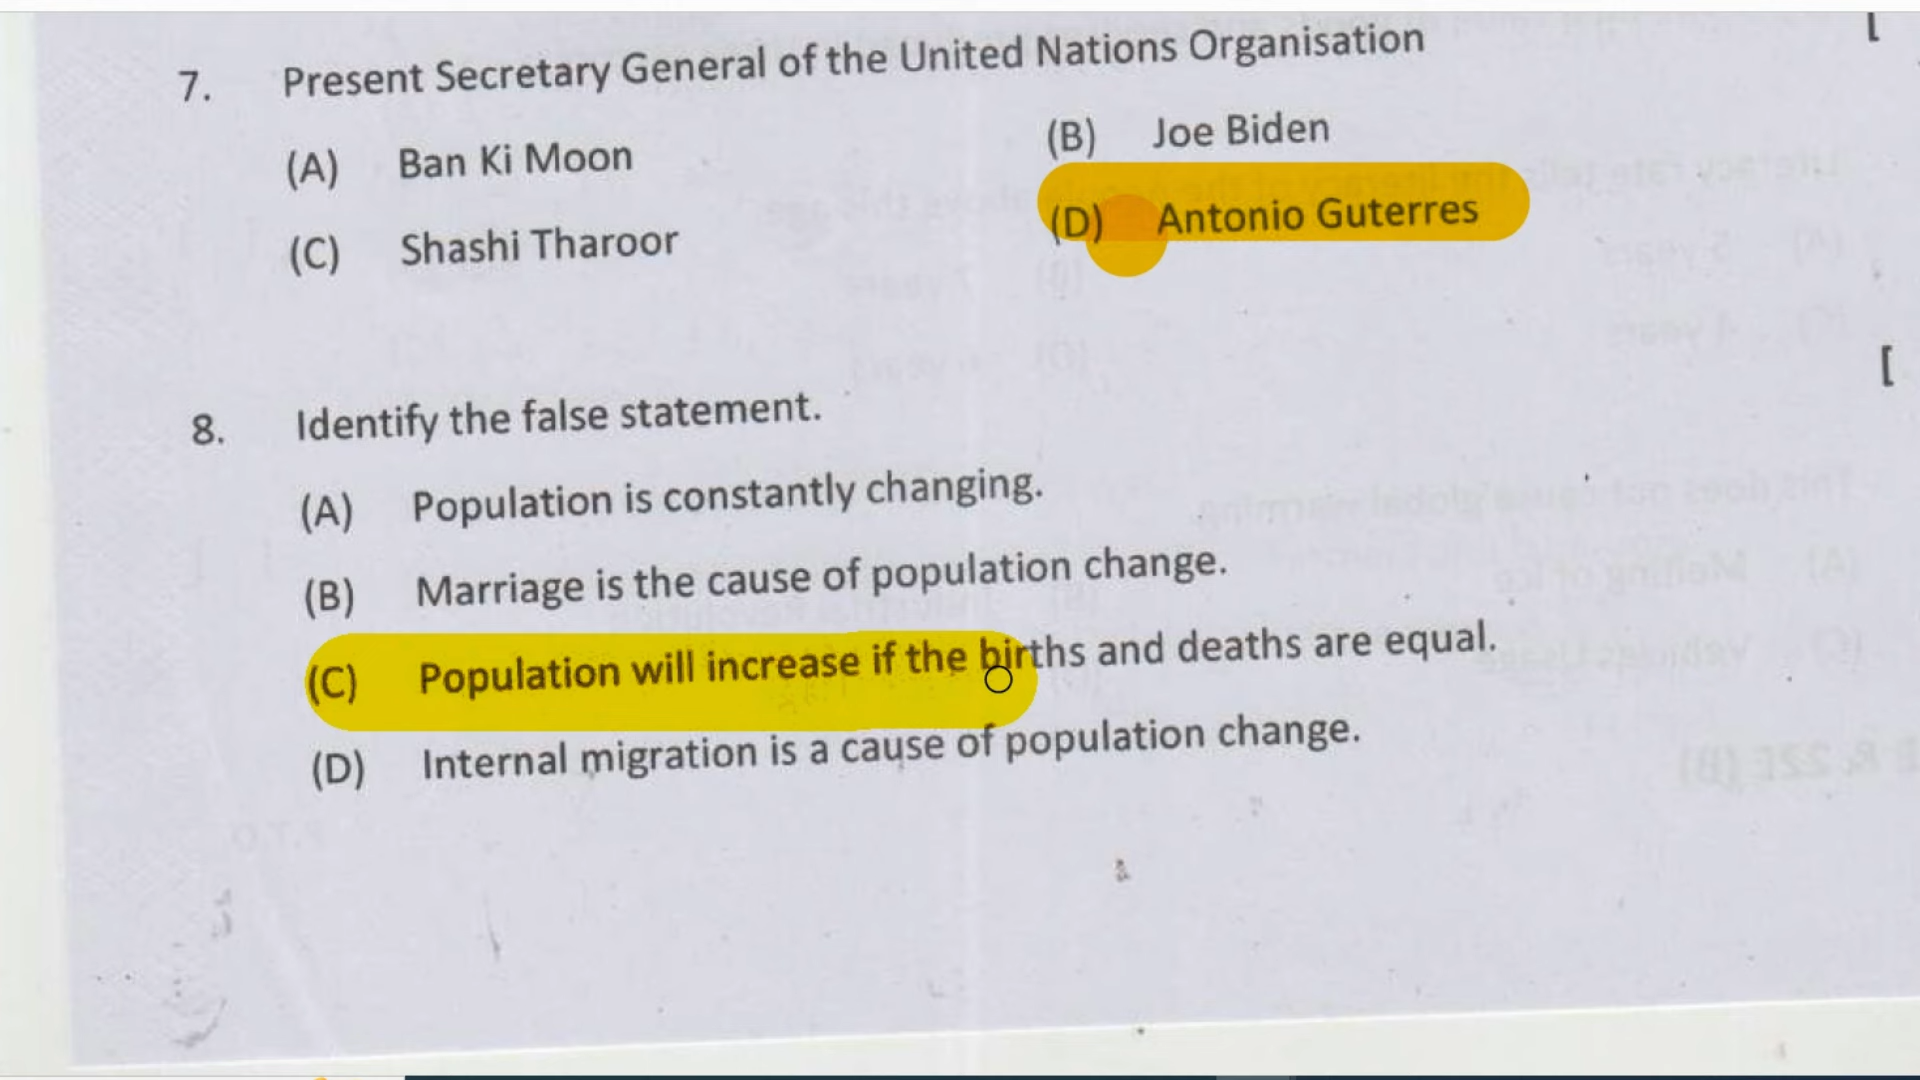 7. Present Secretary General of the United Nations Organisation [
(A) Ban Ki Moon (B) Joe Biden
(C) Shashi Tharoor (D) Antonio Guterres
8. Identify the false statement. [
(A) Population is constantly changing.
(B) Marriage is the cause of population change.
(C) Population will increase if the births and deaths are equal.
(D) Internal migration is a cause of population change.